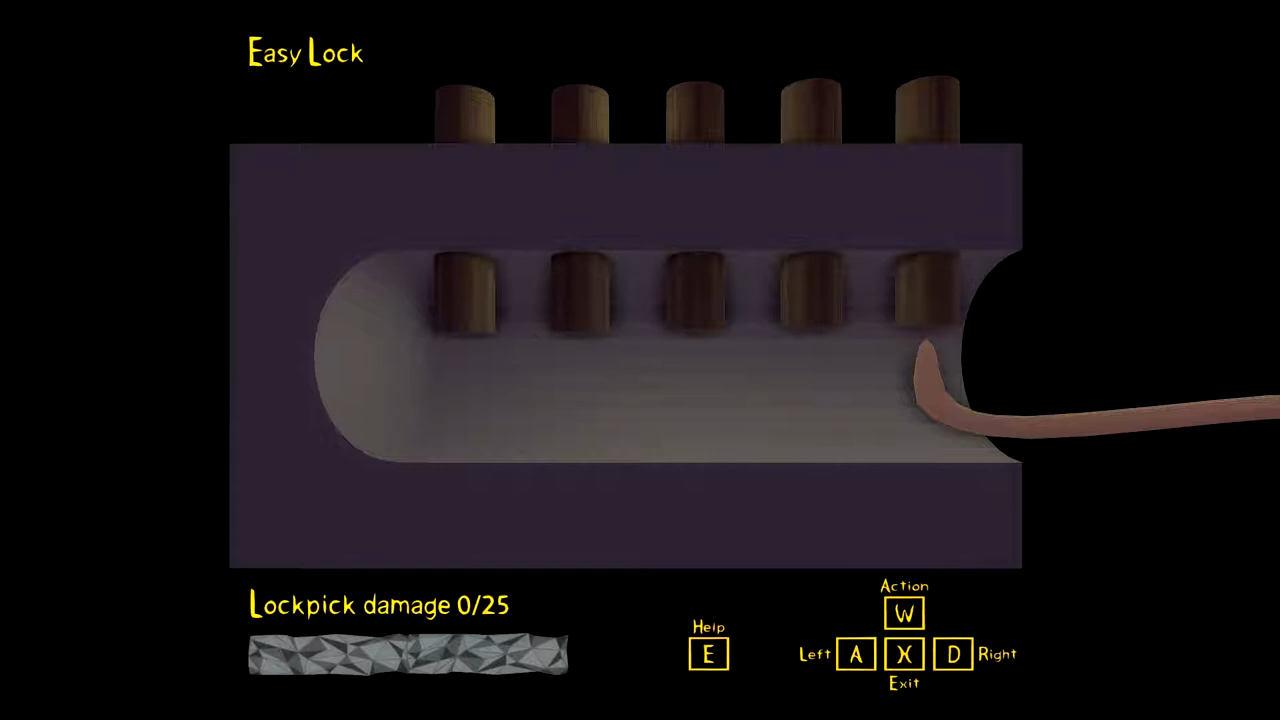 Easy Lock
Lockpick damage 0/25
Help
E
Action
W
Left A X D Right
Exit